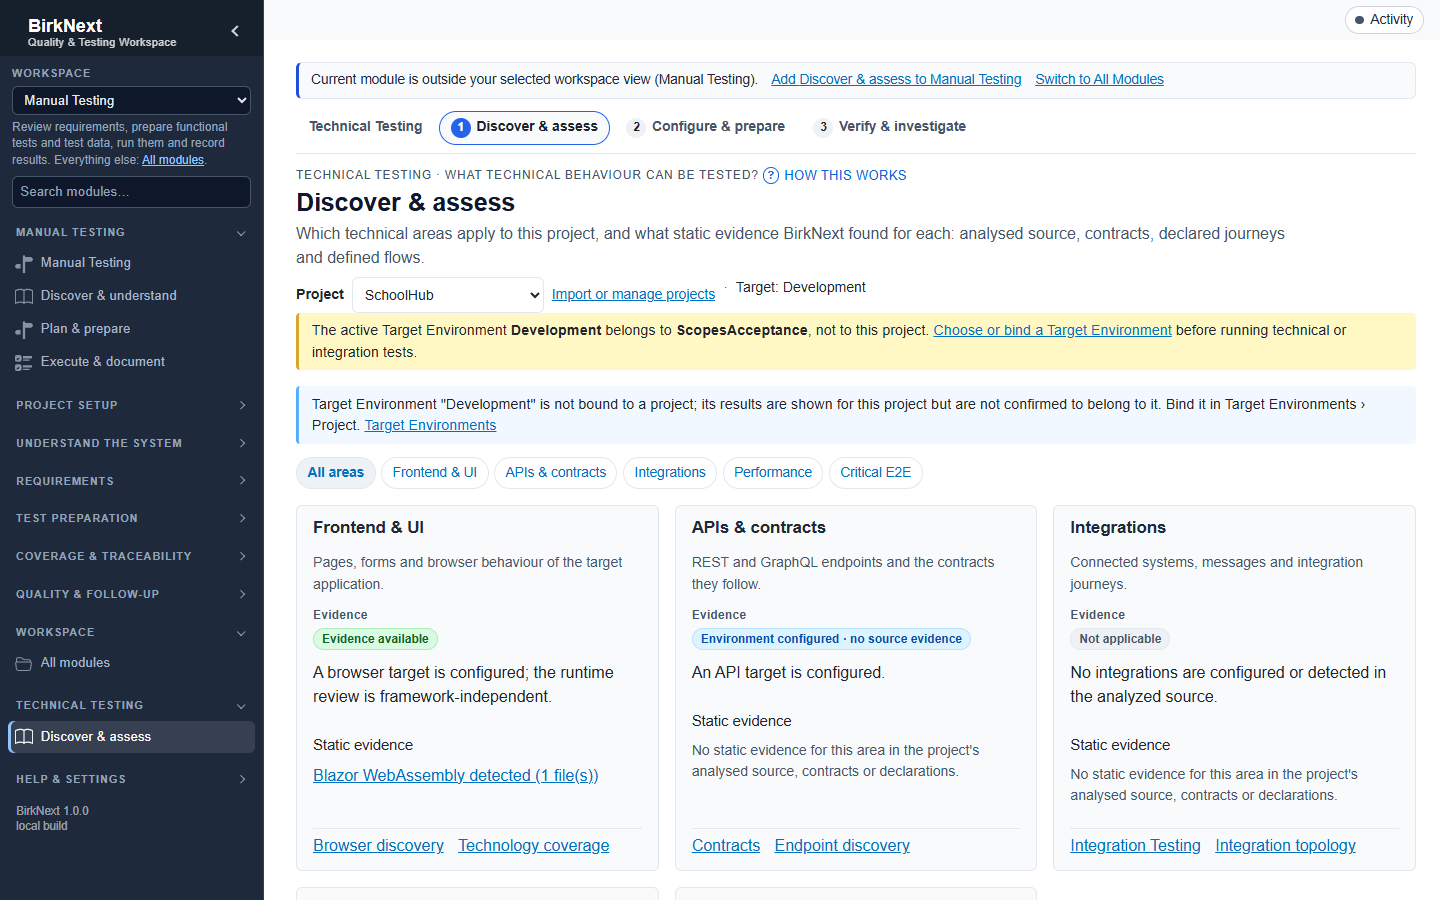 BirkNext
Quality & Testing Workspace
WORKSPACE
Manual Testing
Review requirements, prepare functional
tests and test data, run them and record
results. Everything else: All modules.
Search modules...
MANUAL TESTING
Manual Testing
Discover & understand
Plan & prepare
Execute & document
PROJECT SETUP
UNDERSTAND THE SYSTEM
REQUIREMENTS
TEST PREPARATION
COVERAGE & TRACEABILITY
QUALITY & FOLLOW-UP
WORKSPACE
All modules
TECHNICAL TESTING
Discover & assess
HELP & SETTINGS
BirkNext 1.0.0
local build
Activity
Current module is outside your selected workspace view (Manual Testing). Add Discover & assess to Manual Testing Switch to All Modules
Technical Testing 1 Discover & assess 2 Configure & prepare 3 Verify & investigate
TECHNICAL TESTING · WHAT TECHNICAL BEHAVIOUR CAN BE TESTED? ? HOW THIS WORKS
Discover & assess
Which technical areas apply to this project, and what static evidence BirkNext found for each: analysed source, contracts, declared journeys
and defined flows.
Project SchoolHub Import or manage projects · Target: Development
The active Target Environment Development belongs to ScopesAcceptance, not to this project. Choose or bind a Target Environment before running technical or
integration tests.
Target Environment "Development" is not bound to a project; its results are shown for this project but are not confirmed to belong to it. Bind it in Target Environments ›
Project. Target Environments
All areas Frontend & UI APIs & contracts Integrations Performance Critical E2E
Frontend & UI
Pages, forms and browser behaviour of the target
application.
Evidence
Evidence available
A browser target is configured; the runtime
review is framework-independent.
Static evidence
Blazor WebAssembly detected (1 file(s))
Browser discovery Technology coverage
APIs & contracts
REST and GraphQL endpoints and the contracts
they follow.
Evidence
Environment configured · no source evidence
An API target is configured.
Static evidence
No static evidence for this area in the project's
analysed source, contracts or declarations.
Contracts Endpoint discovery
Integrations
Connected systems, messages and integration
journeys.
Evidence
Not applicable
No integrations are configured or detected in
the analyzed source.
Static evidence
No static evidence for this area in the project's
analysed source, contracts or declarations.
Integration Testing Integration topology